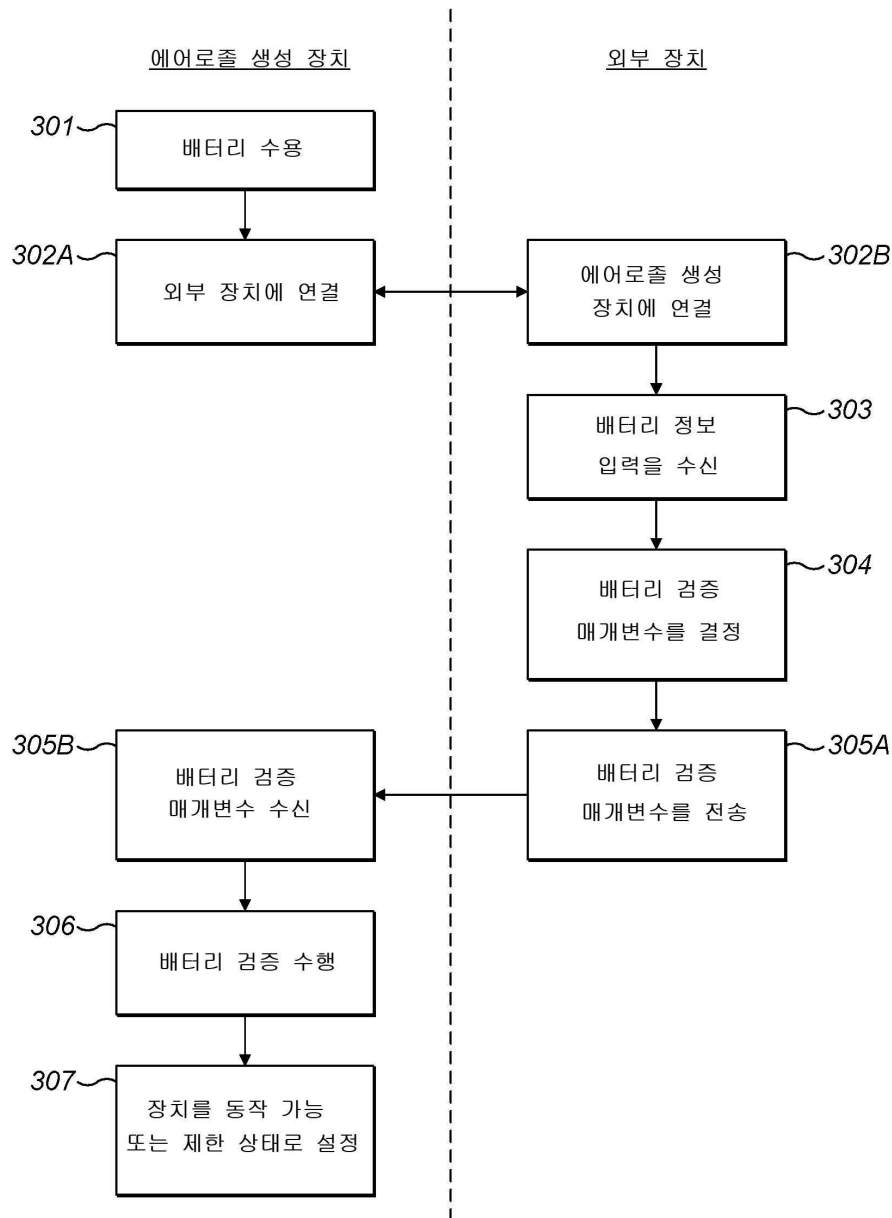 에어로졸 생성 장치
외부 장치
301
배터리 수용
302A
외부 장치에 연결
302B
에어로졸 생성
장치에 연결
303
배터리 정보
입력을 수신
304
배터리 검증
매개변수를 결정
305B
배터리 검증
매개변수 수신
305A
배터리 검증
매개변수를 전송
306
배터리 검증 수행
307
장치를 동작 가능
또는 제한 상태로 설정